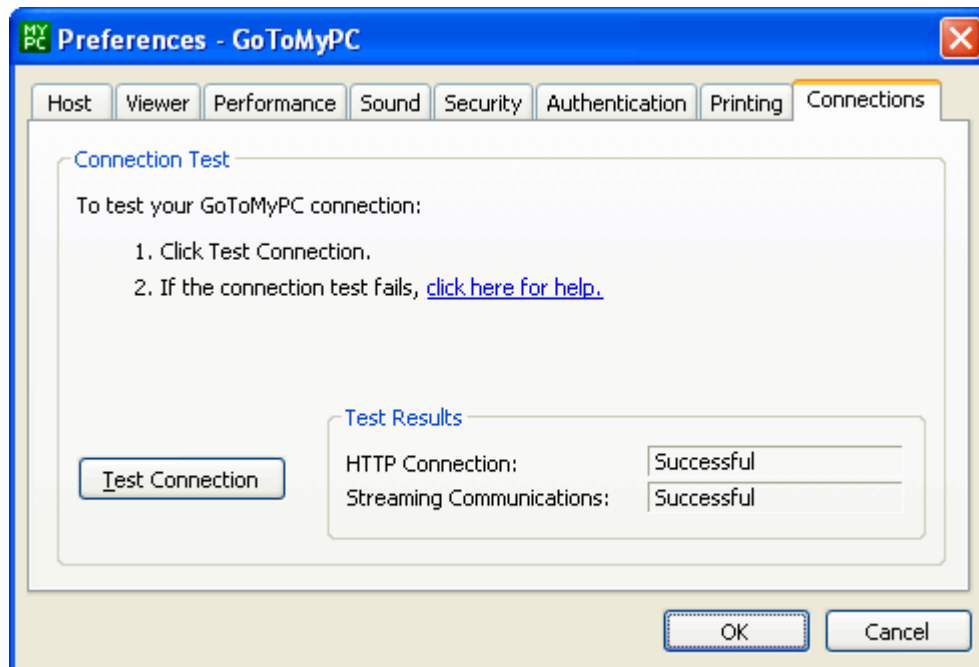 MY PC Preferences - GoToMyPC
Host Viewer Performance Sound Security Authentication Printing Connections
Connection Test
To test your GoToMyPC connection:
1. Click Test Connection.
2. If the connection test fails, click here for help.
Test Results
HTTP Connection: Successful
Test Connection
Streaming Communications: Successful
OK Cancel